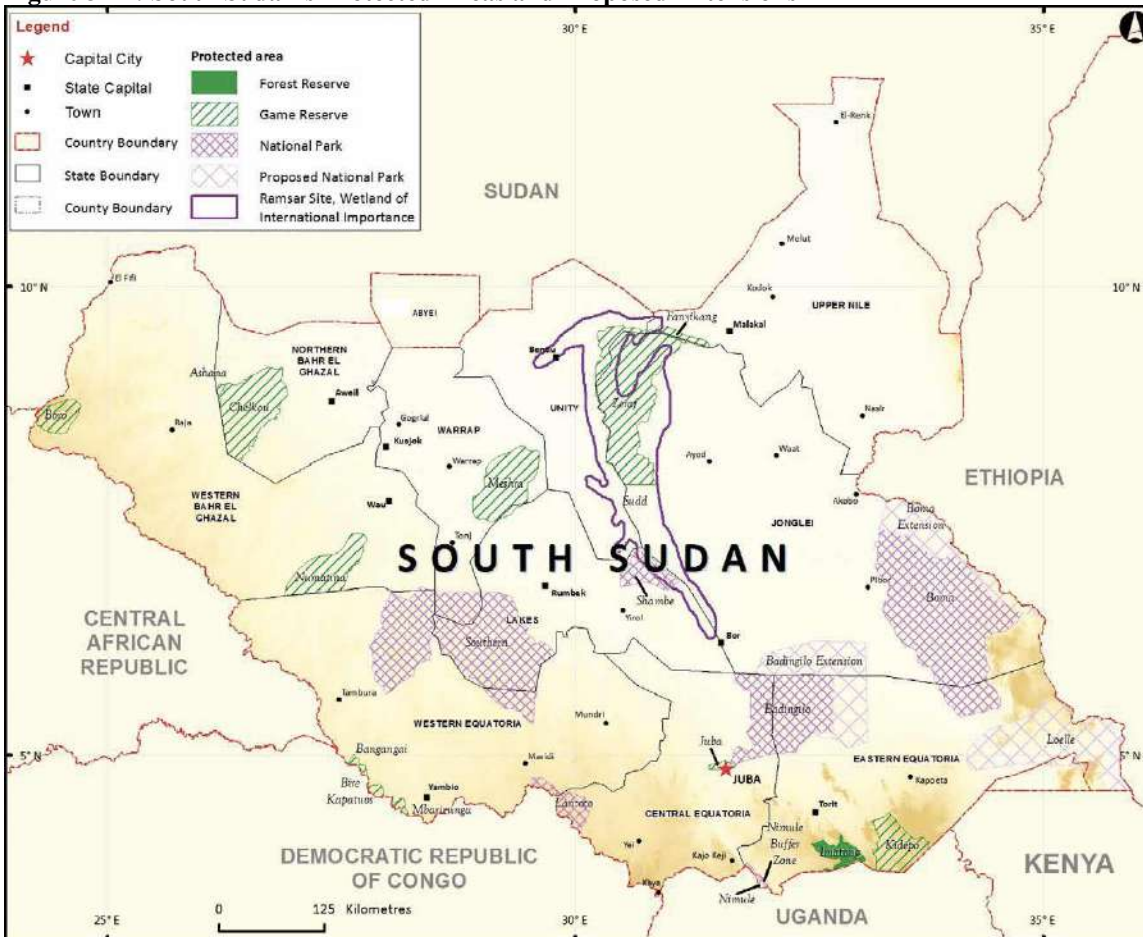 Legend
Capital City
State Capital
Town
Country Boundary
State Boundary
County Boundary
Protected area
Forest Reserve
Game Reserve
National Park
Proposed National Park
Ramsar Site, Wetland of
International Importance
30° E
35° E
El-Renk
SUDAN
Melut
Kodok
10° N
10° N
UPPER NILE
ABYEI
Fanyikang
Malakal
NORTHERN
BAHR EL
GHAZAL
Bentiu
Ashana
Chelkou
Aweil
Boro
Raja
Gogrial
WARRAP
Kuajok
UNITY
Zeraf
Nasir
Warrap
Ayod
Waat
ETHIOPIA
Meshra
WESTERN
BAHR EL
GHAZAL
Wau
Sudd
Akobo
JONGLEI
Boma
Extension
Tonj
SOUTH SUDAN
Numatina
Rumbek
Shambe
Pibor
Boma
CENTRAL
AFRICAN
REPUBLIC
LAKES
Yirol
Southern
Bor
Badingilo Extension
Tambura
Badingilo
WESTERN EQUATORIA
Mundri
Juba
Loelle
5° N
5° N
Bangangai
Maridi
JUBA
EASTERN EQUATORIA
Kapoeta
Bire
Kapatuos
Yambio
Mbarizunga
Lantoto
CENTRAL EQUATORIA
Torit
Nimule
Buffer
Zone
Imatong
Kidepo
Yei
Kajo Keji
DEMOCRATIC REPUBLIC
OF CONGO
KENYA
Kaya
Nimule
UGANDA
0 125 Kilometres
25° E
30° E
35° E